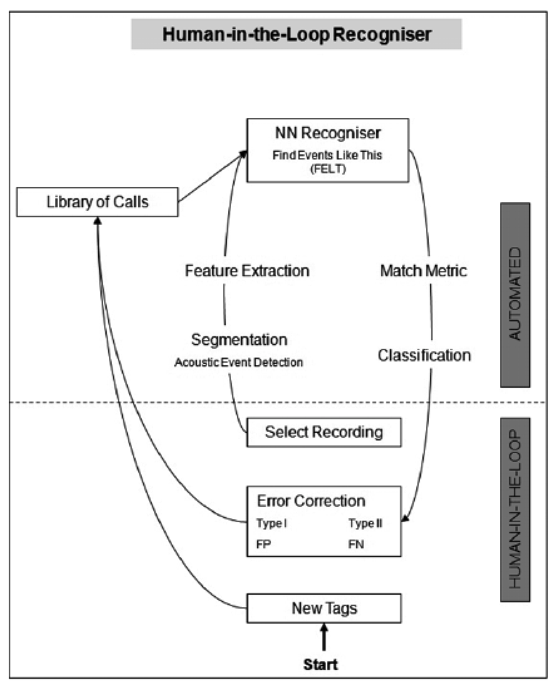 Human-in-the-Loop Recogniser
NN Recogniser
Find Events Like This
(FELT)
Library of Calls
Feature Extraction
Match Metric
Segmentation
Acoustic Event Detection
Classification
AUTOMATED
Select Recording
Error Correction
Type I
Type II
FP
FN
HUMAN-IN-THE-LOOP
New Tags
Start